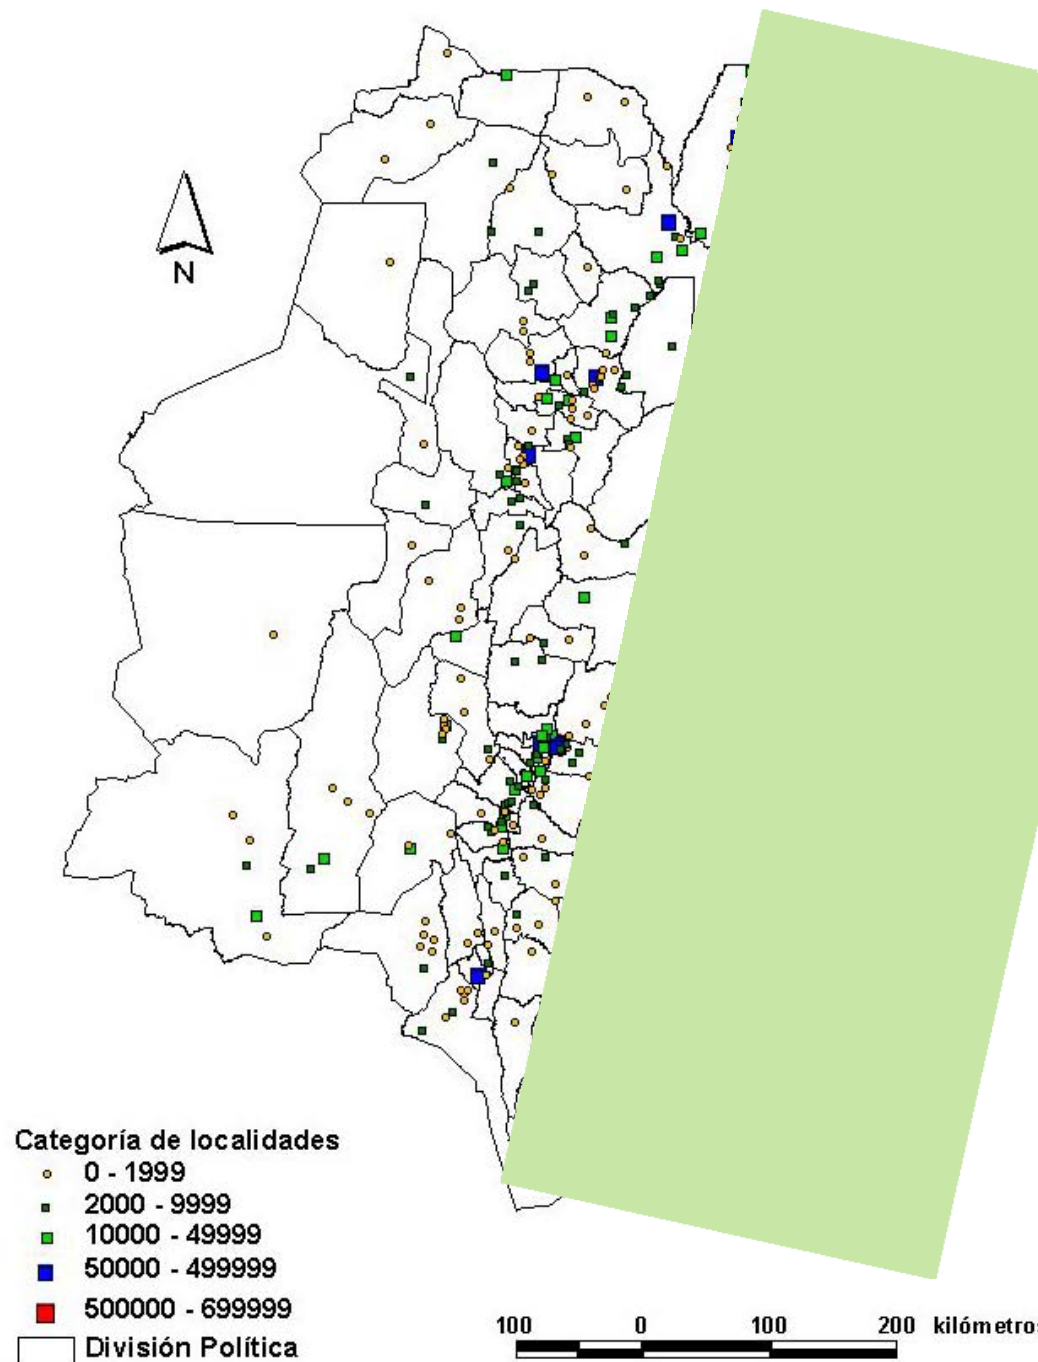 N
Categoría de localidades
0 - 1999
2000 - 9999
10000 - 49999
50000 - 499999
500000 - 699999
División Política
100 0 100 200 kilómetros